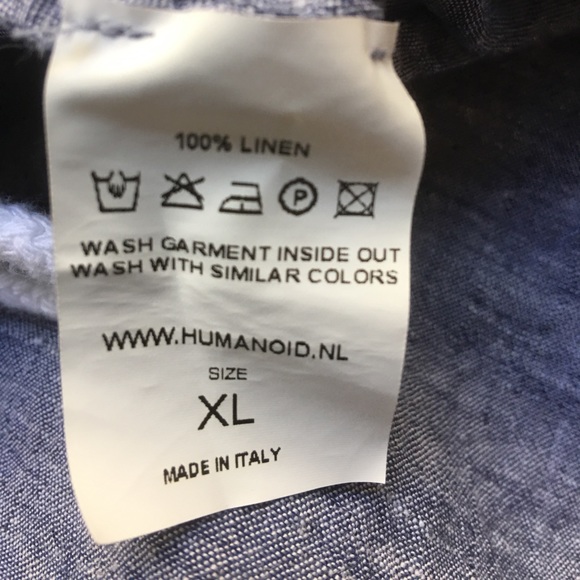 100% LINEN
P
WASH GARMENT INSIDE OUT
WASH WITH SIMILAR COLORS
WWW.HUMANOID.NL
SIZE
XL
MADE IN ITALY